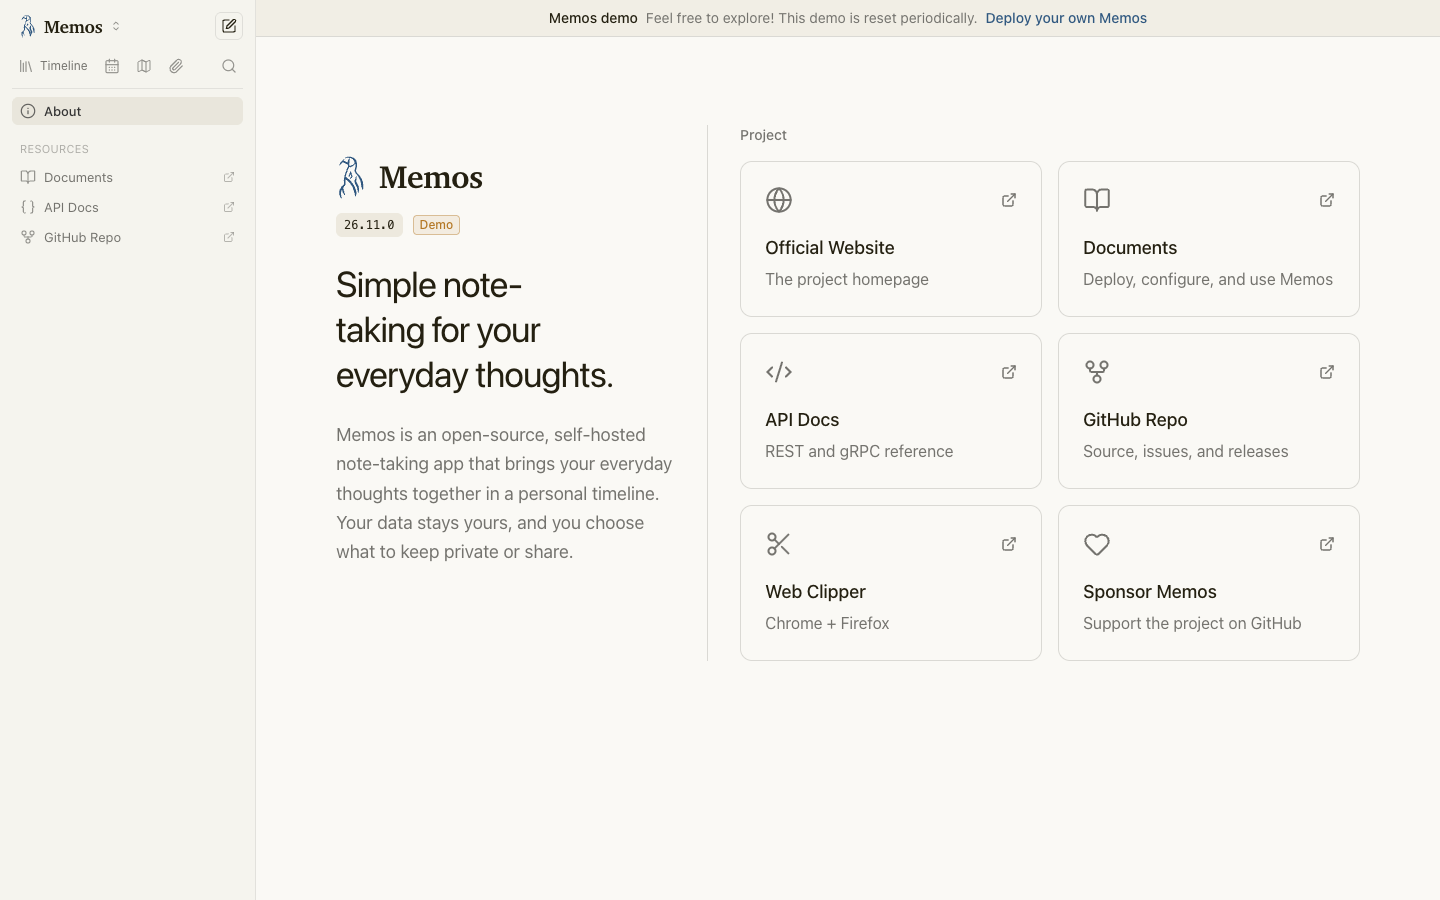 Memos
Timeline
About
RESOURCES
Documents
API Docs
GitHub Repo
Memos demo Feel free to explore! This demo is reset periodically. Deploy your own Memos
Memos
26.11.0 Demo
Simple note-
taking for your
everyday thoughts.
Memos is an open-source, self-hosted
note-taking app that brings your everyday
thoughts together in a personal timeline.
Your data stays yours, and you choose
what to keep private or share.
Project
Official Website
The project homepage
Documents
Deploy, configure, and use Memos
API Docs
REST and gRPC reference
GitHub Repo
Source, issues, and releases
Web Clipper
Chrome + Firefox
Sponsor Memos
Support the project on GitHub